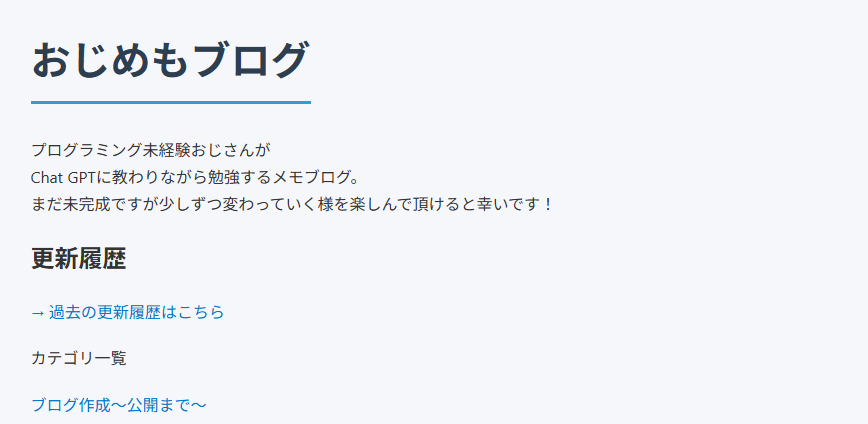 おじめもブログ
プログラミング未経験おじさんが
Chat GPTに教わりながら勉強するメモブログ。
まだ未完成ですが少しずつ変わっていく様を楽しんで頂けると幸いです！
更新履歴
→ 過去の更新履歴はこちら
カテゴリ一覧
ブログ作成～公開まで～